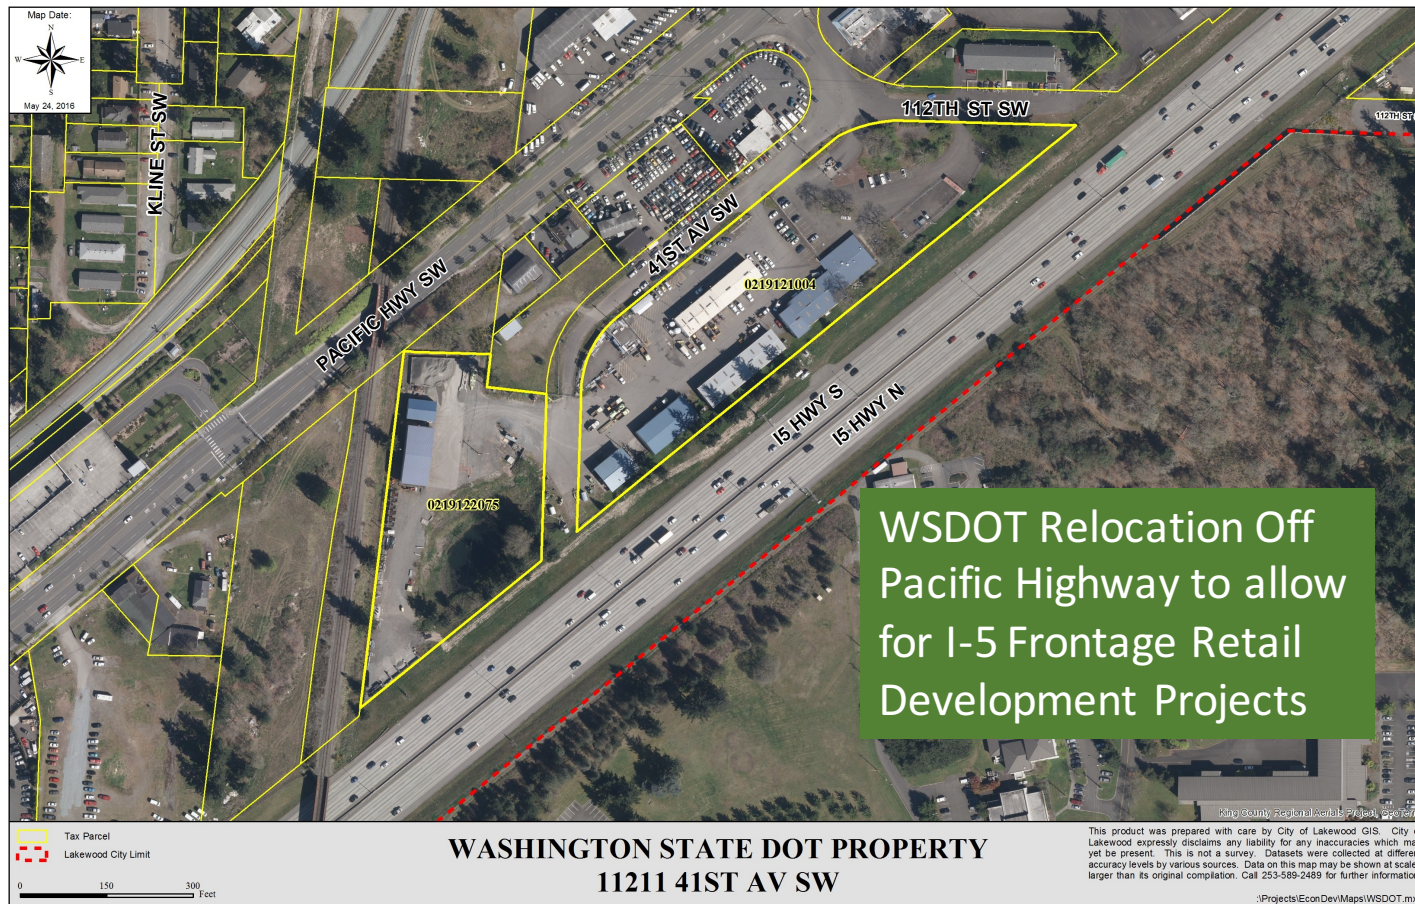 Map Date:
N
W E
S
May 24, 2016
KLINE ST SW
PACIFIC HWY SW
41ST AV SW
112TH ST SW
112TH ST
0219121004
0219122075
I5 HWY S
I5 HWY N
WSDOT Relocation Off
Pacific Highway to allow
for I-5 Frontage Retail
Development Projects
King County Regional Aerials Project,
Tax Parcel
Lakewood City Limit
0 150 300
Feet
WASHINGTON STATE DOT PROPERTY
11211 41ST AV SW
This product was prepared with care by City of Lakewood GIS. City
Lakewood expressly disclaims any liability for any inaccuracies which ma
yet be present. This is not a survey. Datasets were collected at differe
accuracy levels by various sources. Data on this map may be shown at scale
larger than its original compilation. Call 253-589-2489 for further informatio
:\Projects\EconDev\Maps\WSDOT.mx